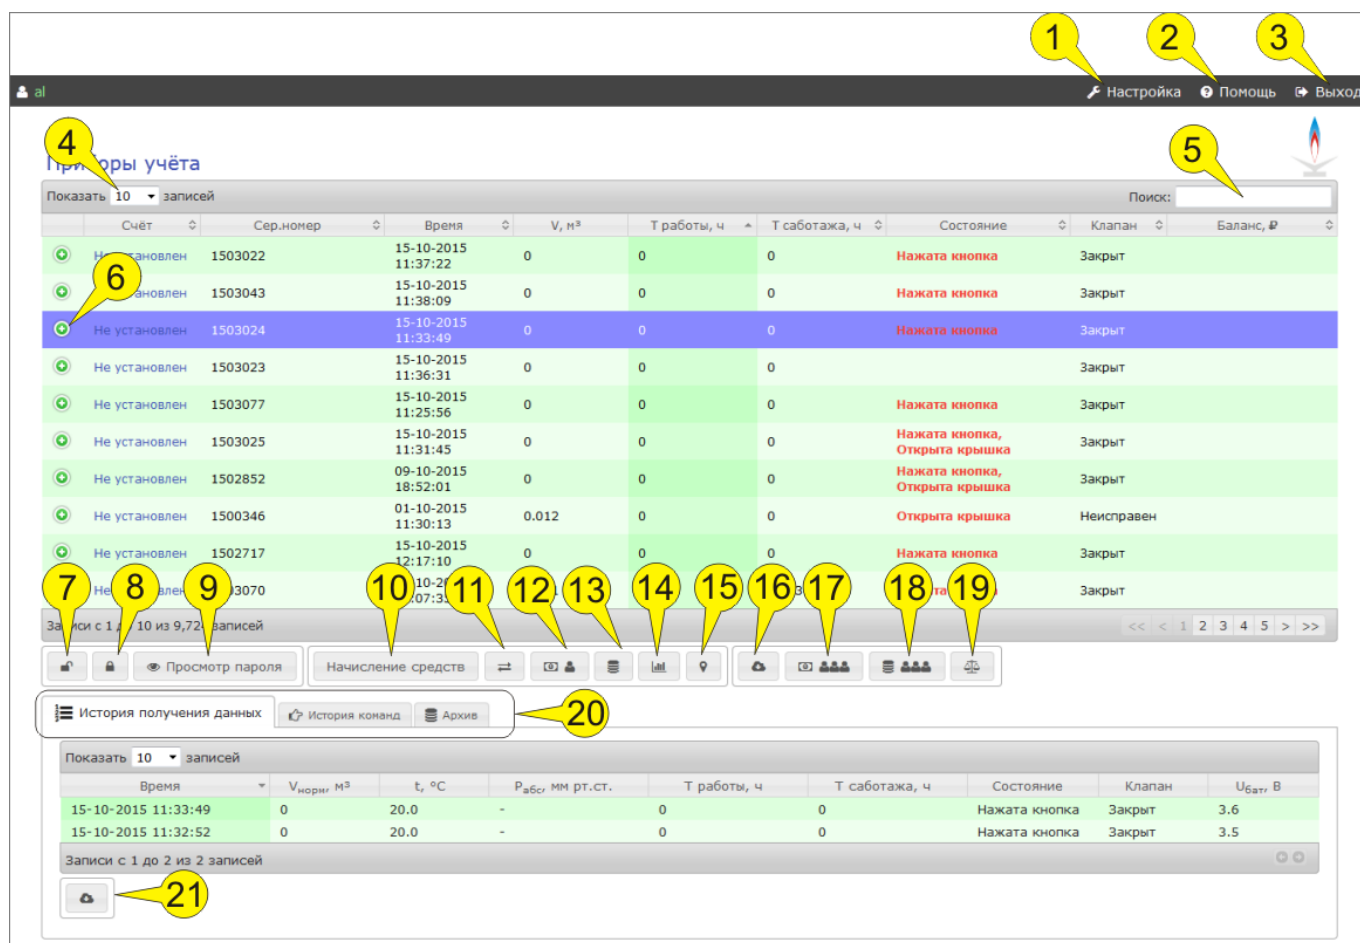 1 2 3
al Настройка Помощь Выход
4 5
Приборы учёта
Показать 10 записей Поиск:
Счёт Сер.номер Время V, м³ T работы, ч T саботажа, ч Состояние Клапан Баланс, ₽
Не установлен 1503022 15-10-2015 11:37:22 0 0 0 Нажата кнопка Закрыт
6
1503043 15-10-2015 11:38:09 0 0 0 Нажата кнопка Закрыт
Не установлен 1503024 15-10-2015 11:33:49 0 0 0 Нажата кнопка Закрыт
Не установлен 1503023 15-10-2015 11:36:31 0 0 0 Закрыт
Не установлен 1503077 15-10-2015 11:25:56 0 0 0 Нажата кнопка Закрыт
Не установлен 1503025 15-10-2015 11:31:45 0 0 0 Нажата кнопка, Открыта крышка Закрыт
Не установлен 1502852 09-10-2015 18:52:01 0 0 0 Нажата кнопка, Открыта крышка Закрыт
Не установлен 1500346 01-10-2015 11:30:13 0.012 0 0 Открыта крышка Неисправен
Не установлен 1502717 15-10-2015 12:17:10 0 0 0 Нажата кнопка Закрыт
Закрыт
7 8 9 10 11 12 13 14 15 16 17 18 19
Записи с 1 до 10 из 9,724 записей << < 1 2 3 4 5 > >>
Просмотр пароля Начисление средств
История получения данных История команд Архив 20
Показать 10 записей
Время Vнорм, м³ t, °C Pабс, мм рт.ст. T работы, ч T саботажа, ч Состояние Клапан Uбат, В
15-10-2015 11:33:49 0 20.0 - 0 0 Нажата кнопка Закрыт 3.6
15-10-2015 11:32:52 0 20.0 - 0 0 Нажата кнопка Закрыт 3.5
Записи с 1 до 2 из 2 записей
21